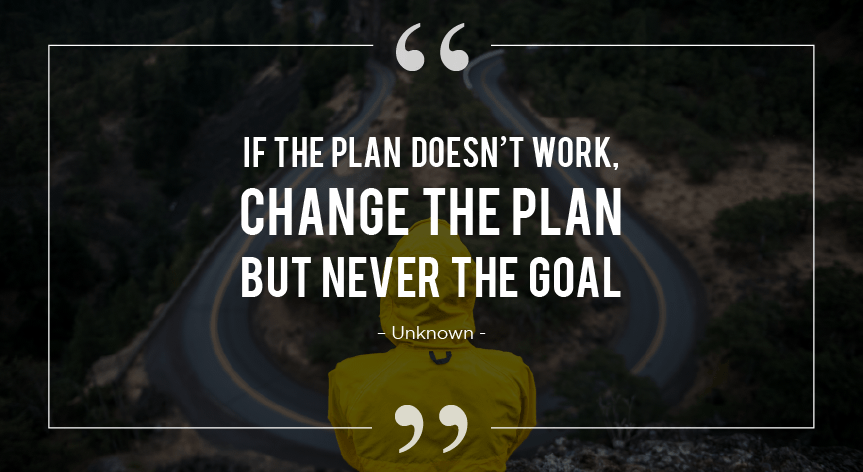 “
IF THE PLAN DOESN’T WORK,
CHANGE THE PLAN
BUT NEVER THE GOAL
– Unknown -
”